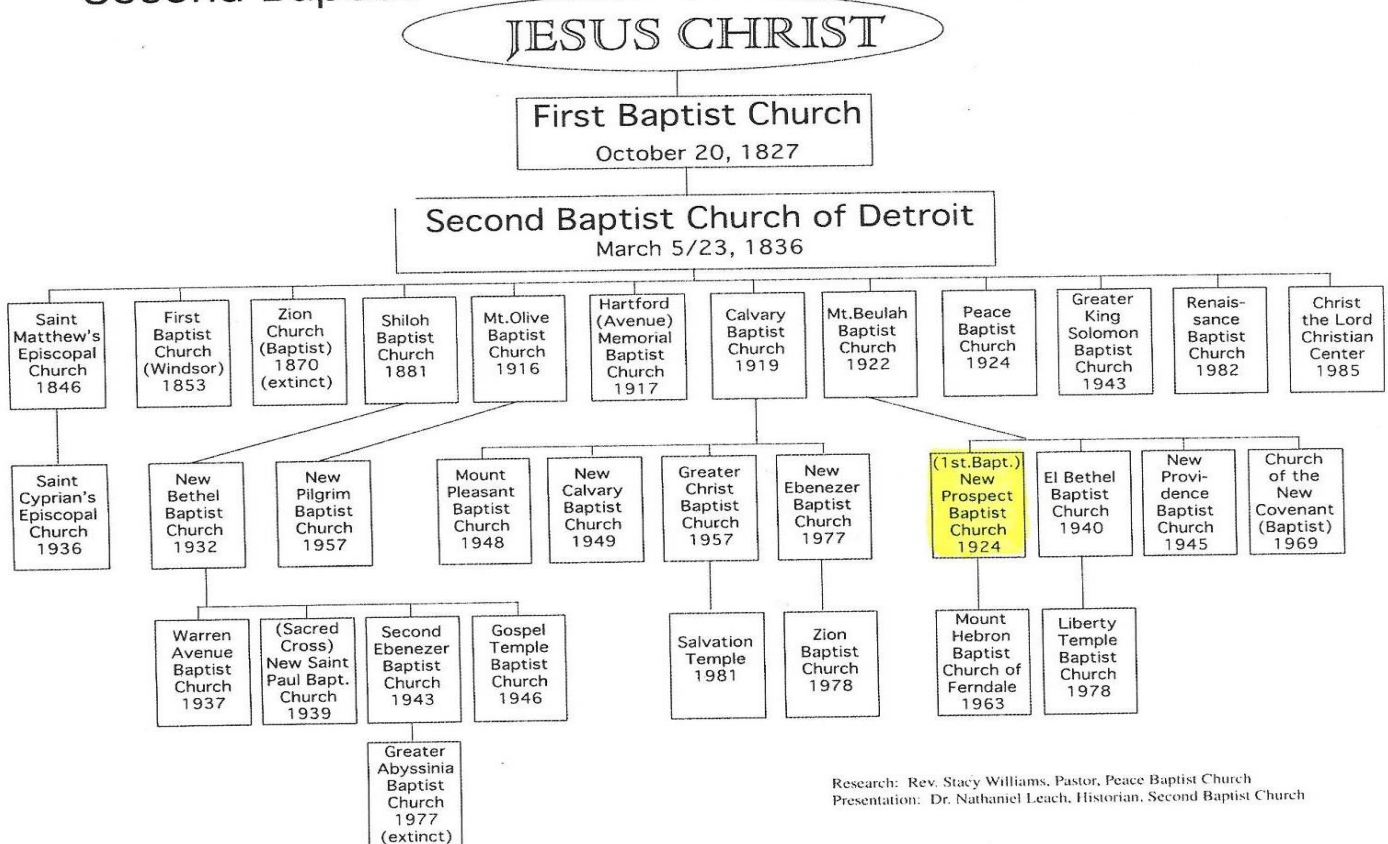 Second Baptist
JESUS CHRIST
First Baptist Church
October 20, 1827
Second Baptist Church of Detroit
March 5/23, 1836
Saint
Matthew's
Episcopal
Church
1846
First
Baptist
Church
(Windsor)
1853
Zion
Church
(Baptist)
1870
(extinct)
Shiloh
Baptist
Church
1881
Mt.Olive
Baptist
Church
1916
Hartford
(Avenue)
Memorial
Baptist
Church
1917
Calvary
Baptist
Church
1919
Mt.Beulah
Baptist
Church
1922
Peace
Baptist
Church
1924
Greater
King
Solomon
Baptist
Church
1943
Renais-
sance
Baptist
Church
1982
Christ
the Lord
Christian
Center
1985
Saint
Cyprian's
Episcopal
Church
1936
New
Bethel
Baptist
Church
1932
New
Pilgrim
Baptist
Church
1957
Mount
Pleasant
Baptist
Church
1948
New
Calvary
Baptist
Church
1949
Greater
Christ
Baptist
Church
1957
New
Ebenezer
Baptist
Church
1977
(1st.Bapt.)
New
Prospect
Baptist
Church
1924
El Bethel
Baptist
Church
1940
New
Provi-
dence
Baptist
Church
1945
Church
of the
New
Covenant
(Baptist)
1969
Warren
Avenue
Baptist
Church
1937
(Sacred
Cross)
New Saint
Paul Bapt.
Church
1939
Second
Ebenezer
Baptist
Church
1943
Gospel
Temple
Baptist
Church
1946
Salvation
Temple
1981
Zion
Baptist
Church
1978
Mount
Hebron
Baptist
Church of
Ferndale
1963
Liberty
Temple
Baptist
Church
1978
Greater
Abyssinia
Baptist
Church
1977
(extinct)
Research: Rev. Stacy Williams, Pastor, Peace Baptist Church
Presentation: Dr. Nathaniel Leach, Historian, Second Baptist Church